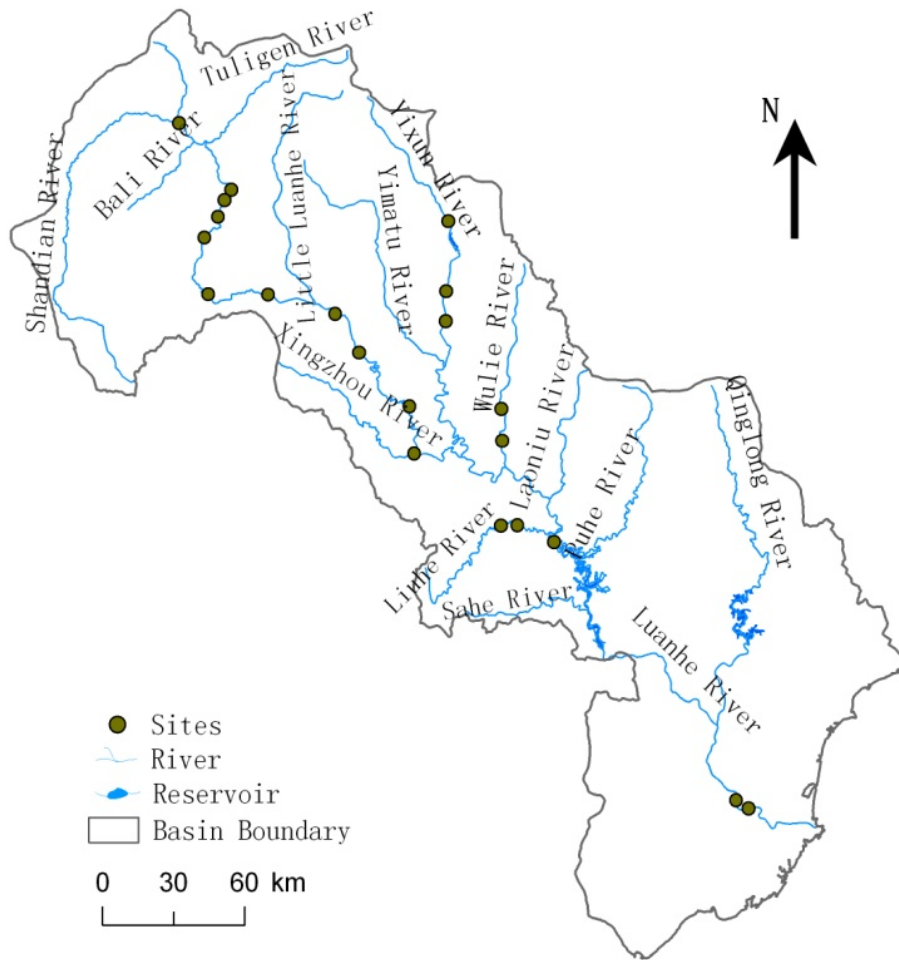 Tuligen River
N
Bali River
Shandian River
Little Luanhe River
Yixun River
Yimatu River
Wulie River
Xingzhou River
Laoniu River
Qinglong River
Puhe River
Liuhe River
Sahe River
Luanhe River
Sites
River
Reservoir
Basin Boundary
0 30 60 km